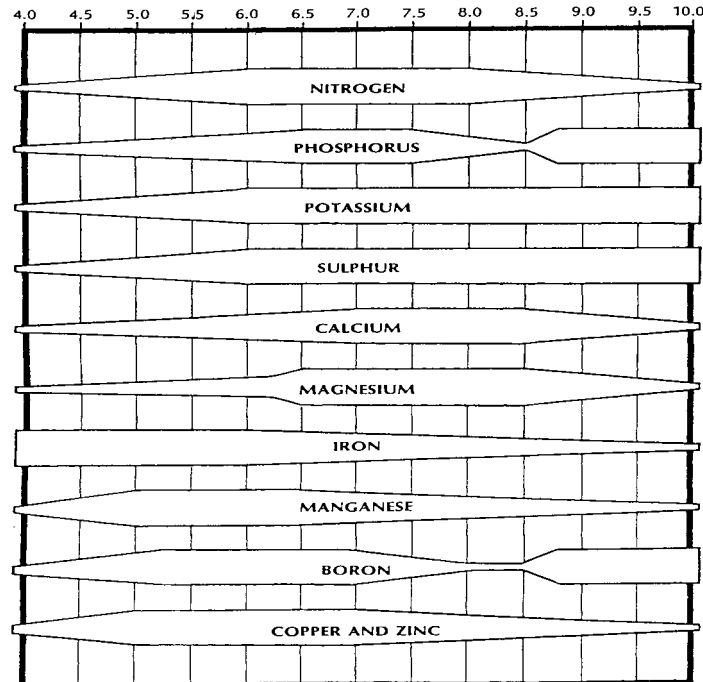 4.0 4.5 5.0 5.5 6.0 6.5 7.0 7.5 8.0 8.5 9.0 9.5 10.0
NITROGEN
PHOSPHORUS
POTASSIUM
SULPHUR
CALCIUM
MAGNESIUM
IRON
MANGANESE
BORON
COPPER AND ZINC